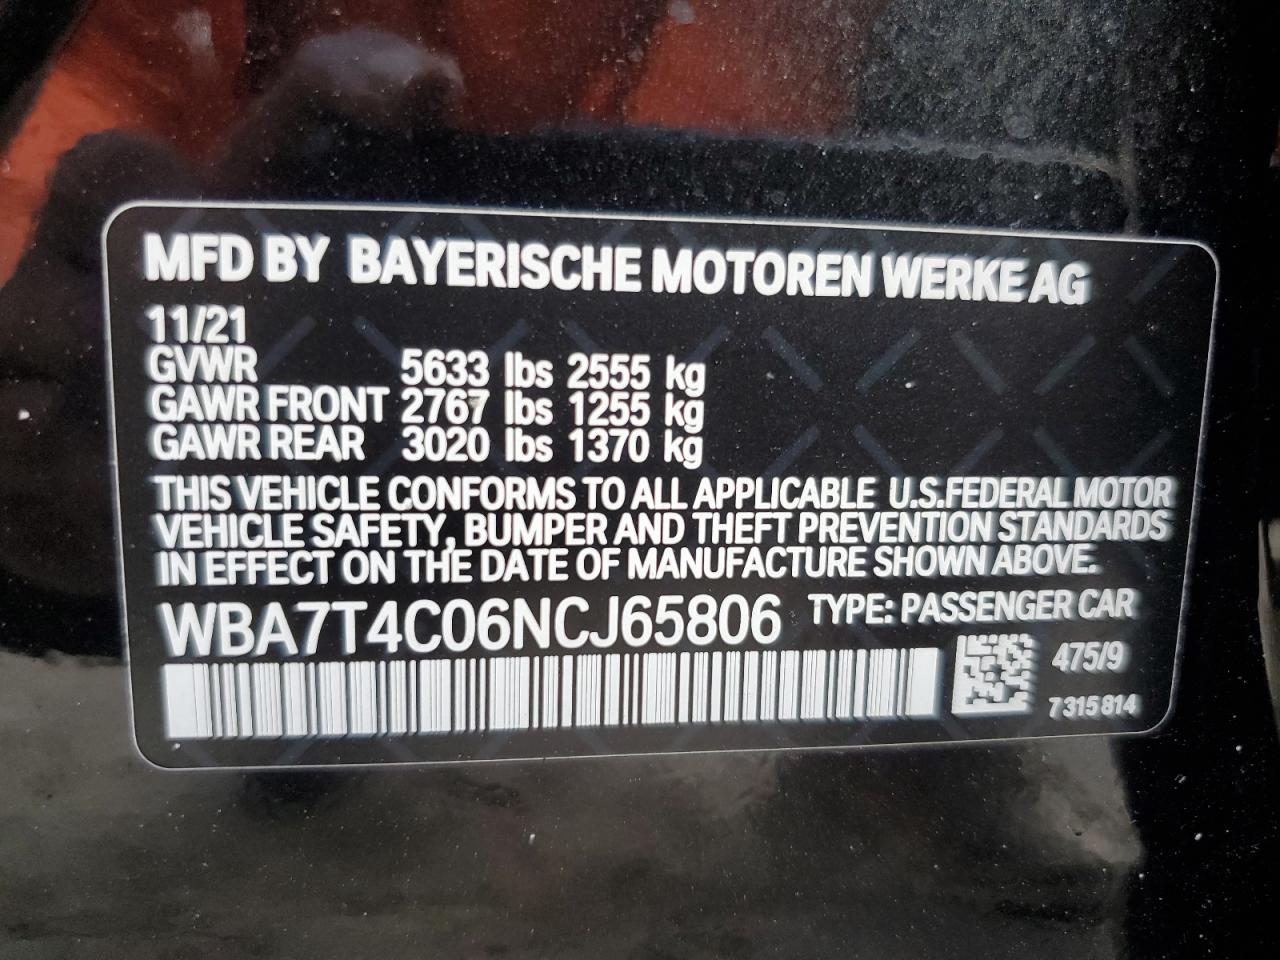 MFD BY BAYERISCHE MOTOREN WERKE AG
11/21
GVWR 5633 lbs 2555 kg
GAWR FRONT 2767 lbs 1255 kg
GAWR REAR 3020 lbs 1370 kg
THIS VEHICLE CONFORMS TO ALL APPLICABLE U.S.FEDERAL MOTOR
VEHICLE SAFETY, BUMPER AND THEFT PREVENTION STANDARDS
IN EFFECT ON THE DATE OF MANUFACTURE SHOWN ABOVE.
WBA7T4C06NCJ65806 TYPE: PASSENGER CAR
475/9
7315814